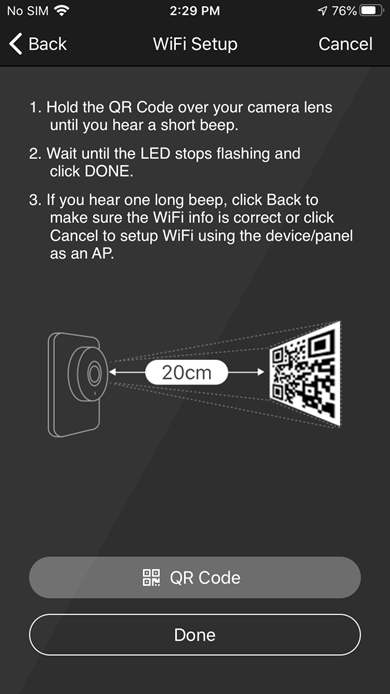 No SIM 2:29 PM 76%
Back WiFi Setup Cancel
1. Hold the QR Code over your camera lens
until you hear a short beep.
2. Wait until the LED stops flashing and
click DONE.
3. If you hear one long beep, click Back to
make sure the WiFi info is correct or click
Cancel to setup WiFi using the device/panel
as an AP.
20cm
QR Code
Done